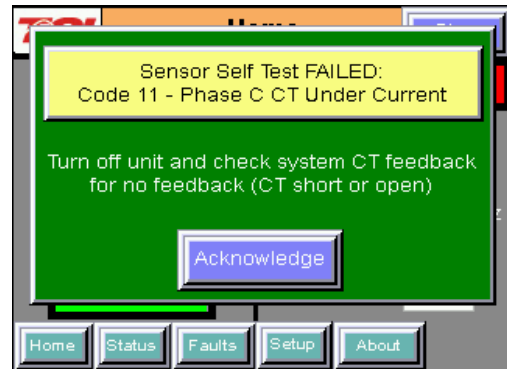 Sensor Self Test FAILED:
Code 11 - Phase C CT Under Current
Turn off unit and check system CT feedback
for no feedback (CT short or open)
Acknowledge
Home
Status
Faults
Setup
About